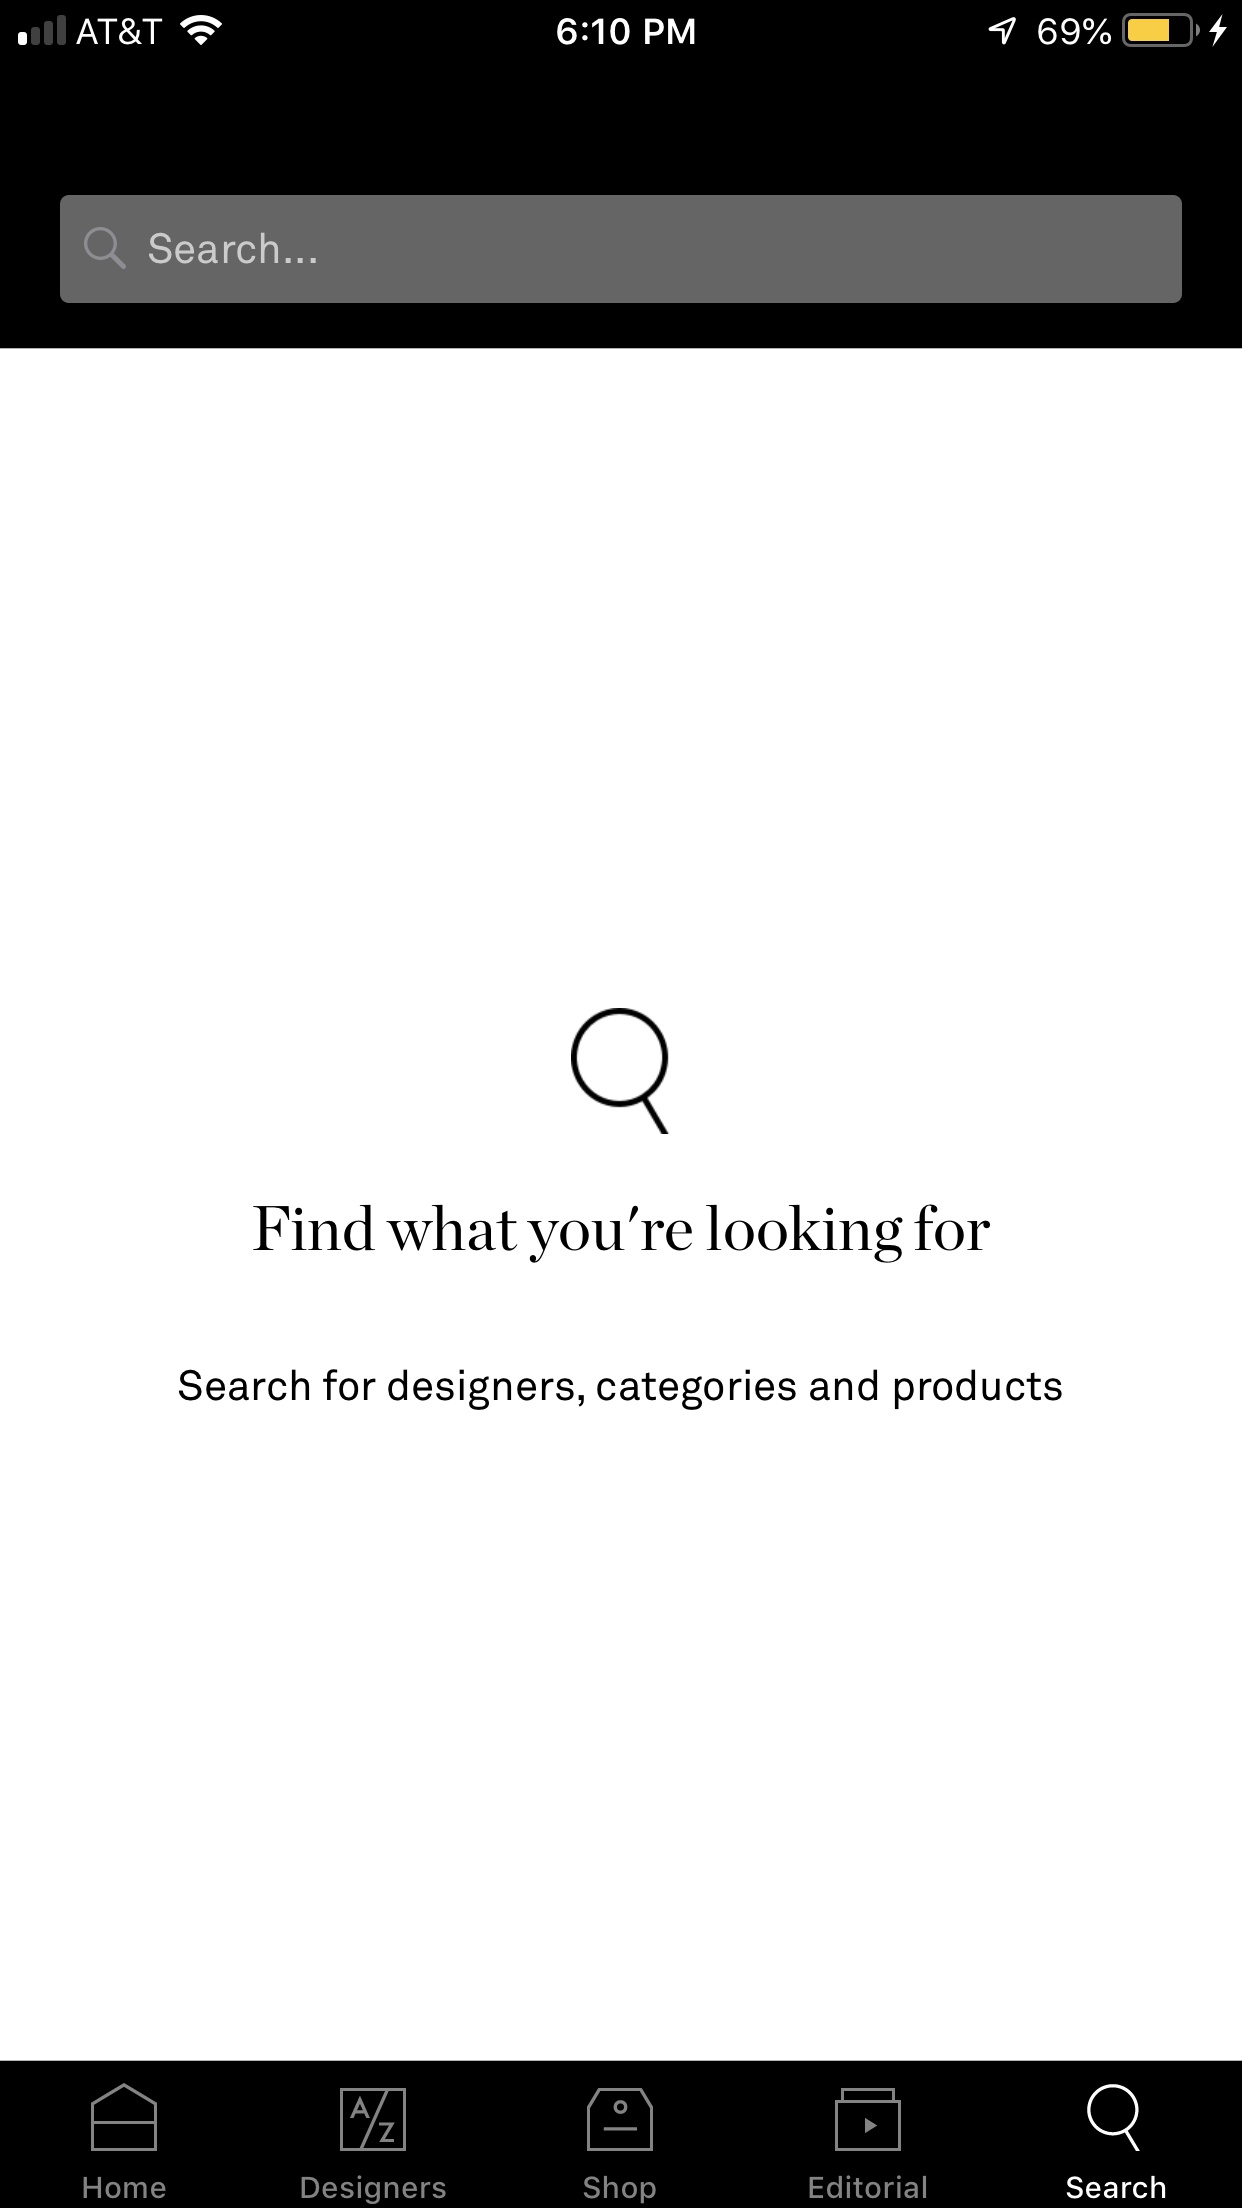 AT&T 6:10 PM 69%
Search...
Find what you're looking for
Search for designers, categories and products
A/Z
Home Designers Shop Editorial Search